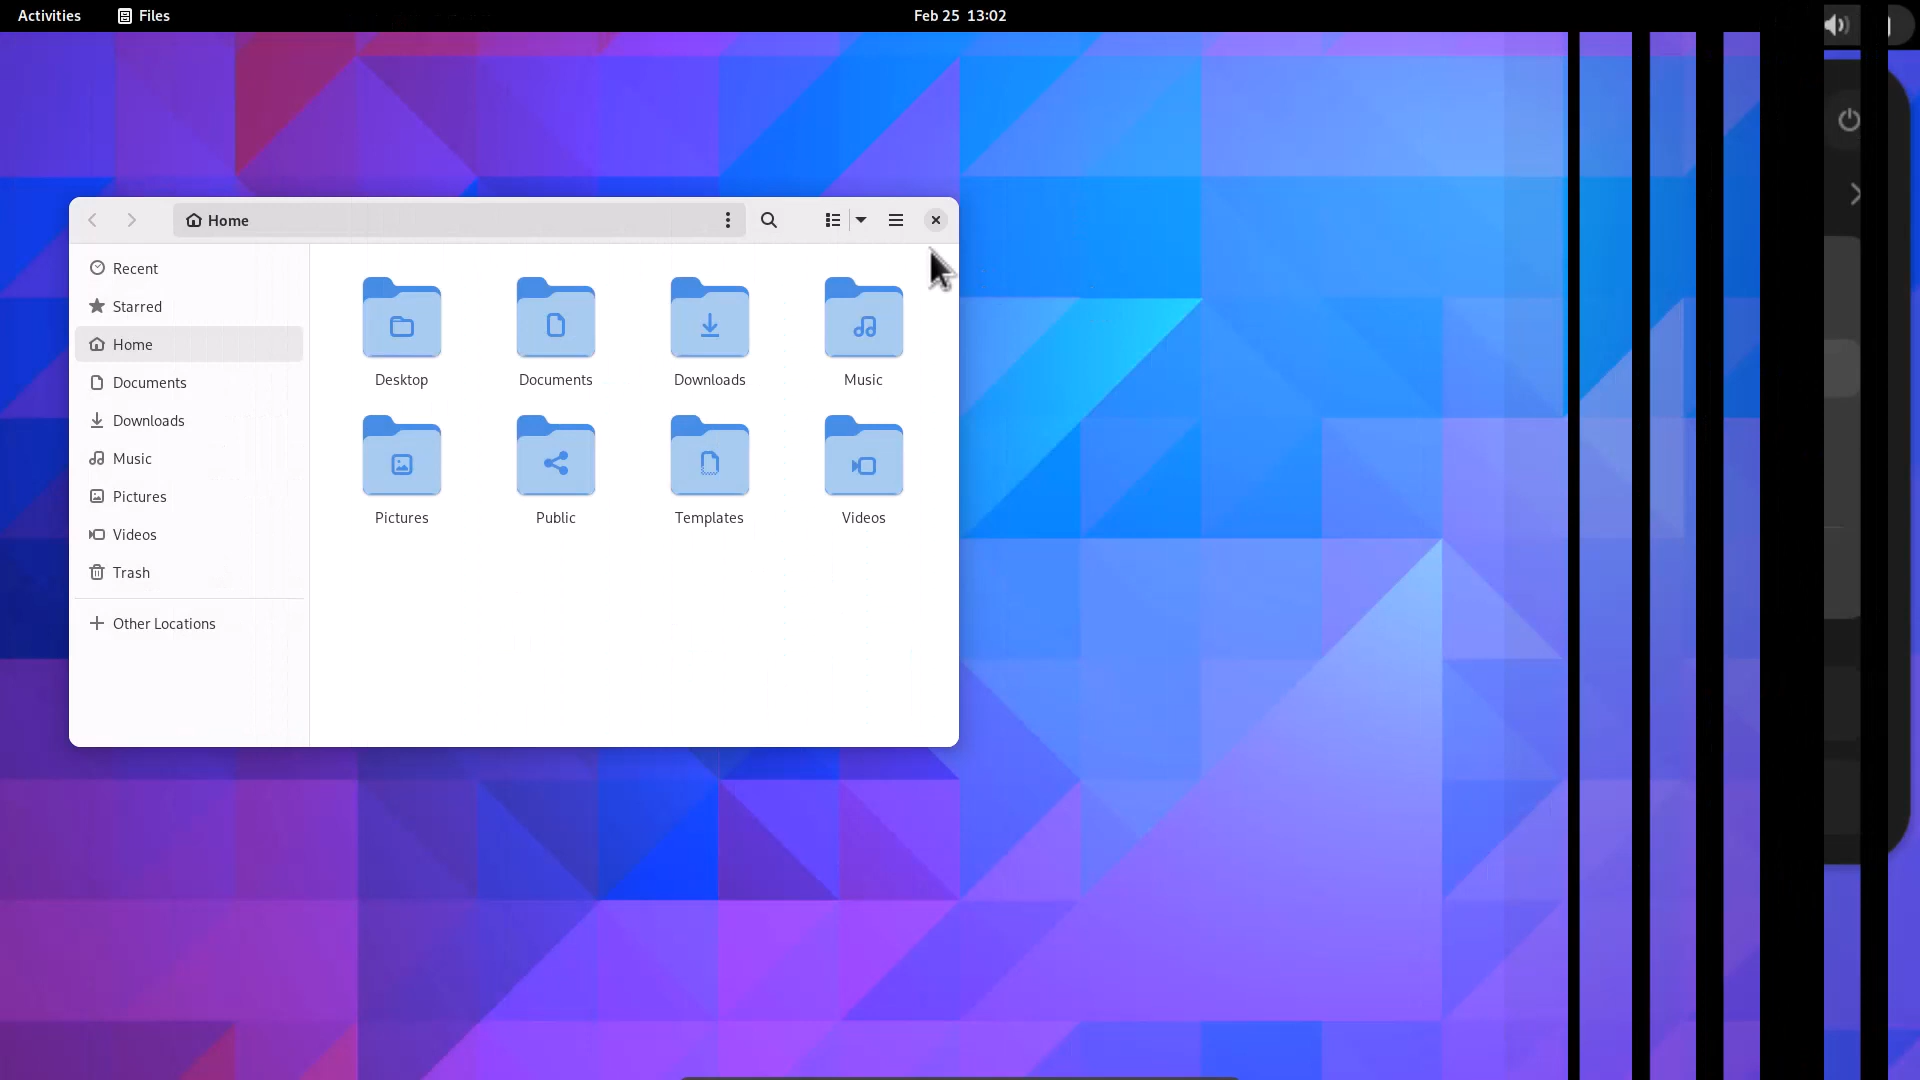 Activities
Files
Feb 25 13:02
Home
Recent
Starred
Home
Documents
Downloads
Music
Pictures
Videos
Trash
Other Locations
Desktop
Documents
Downloads
Music
Pictures
Public
Templates
Videos